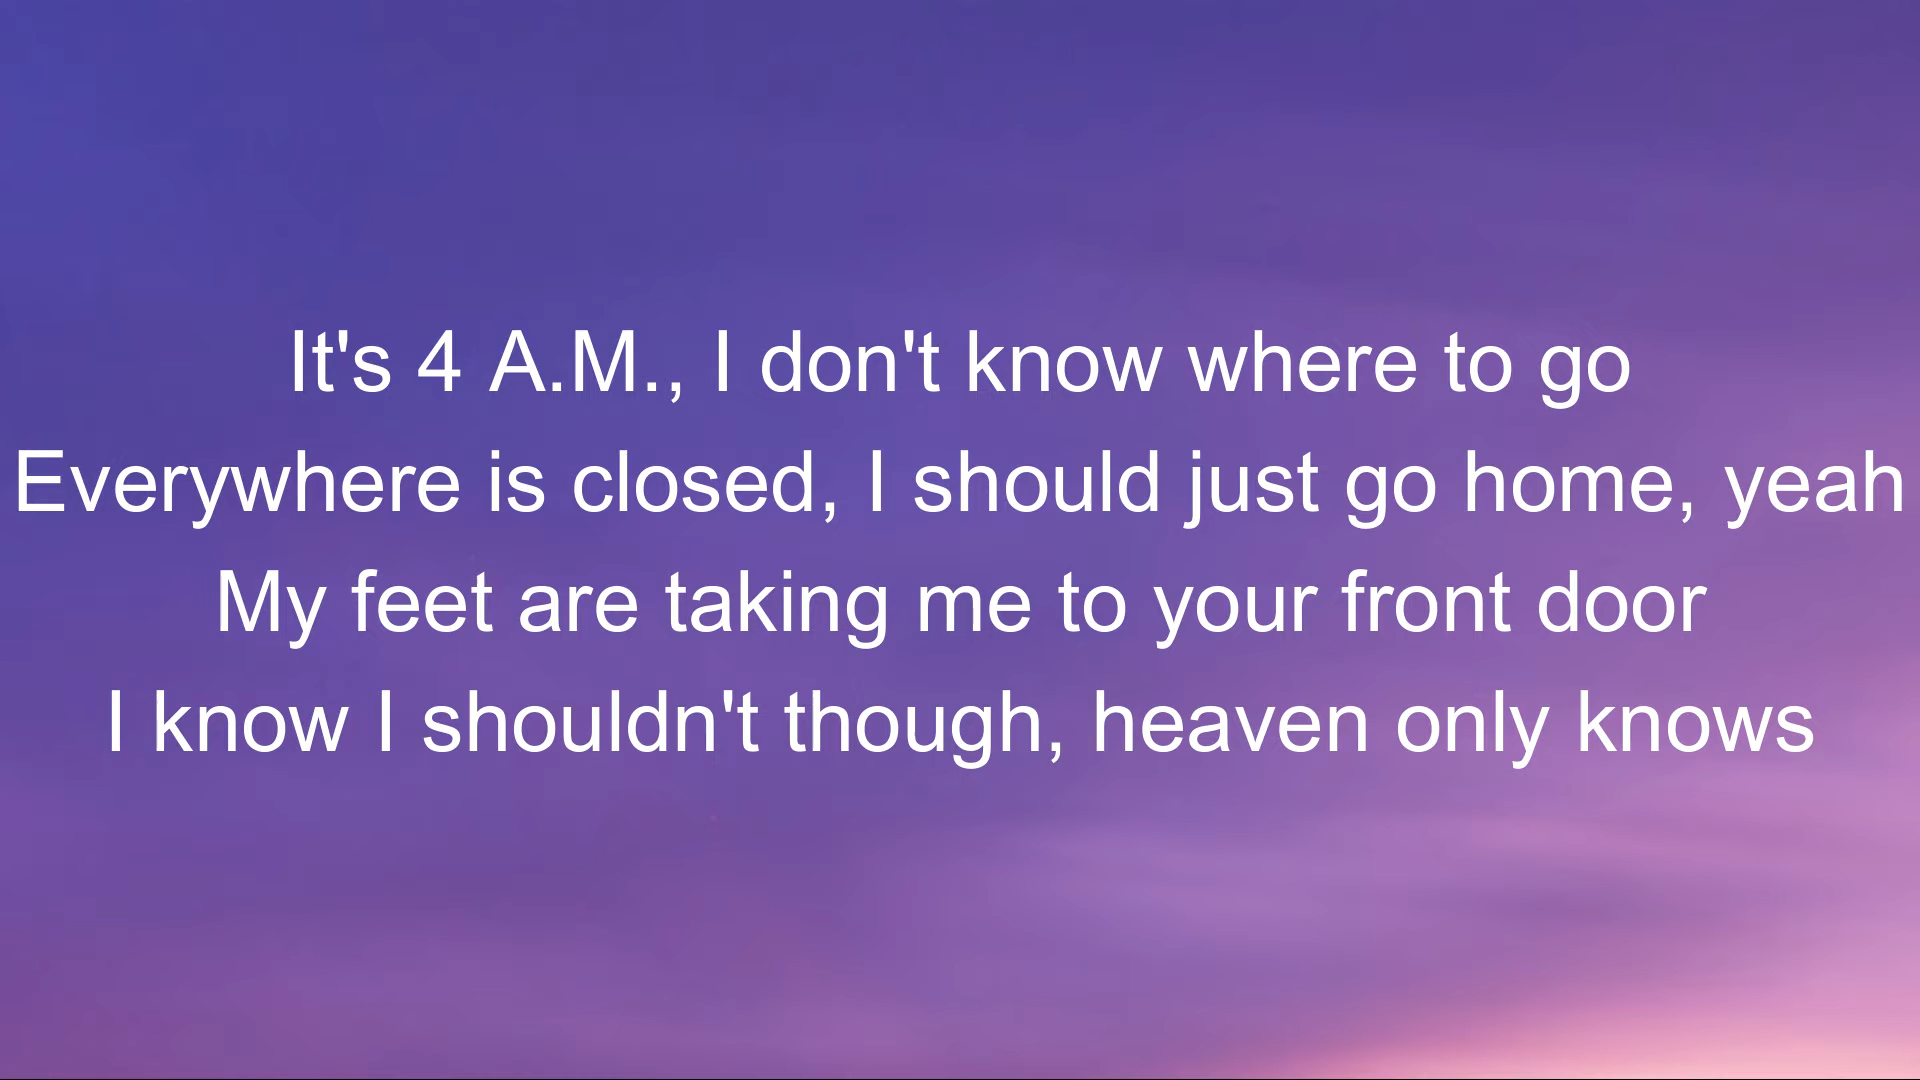 It's 4 A.M., I don't know where to go
Everywhere is closed, I should just go home, yeah
My feet are taking me to your front door
I know I shouldn't though, heaven only knows